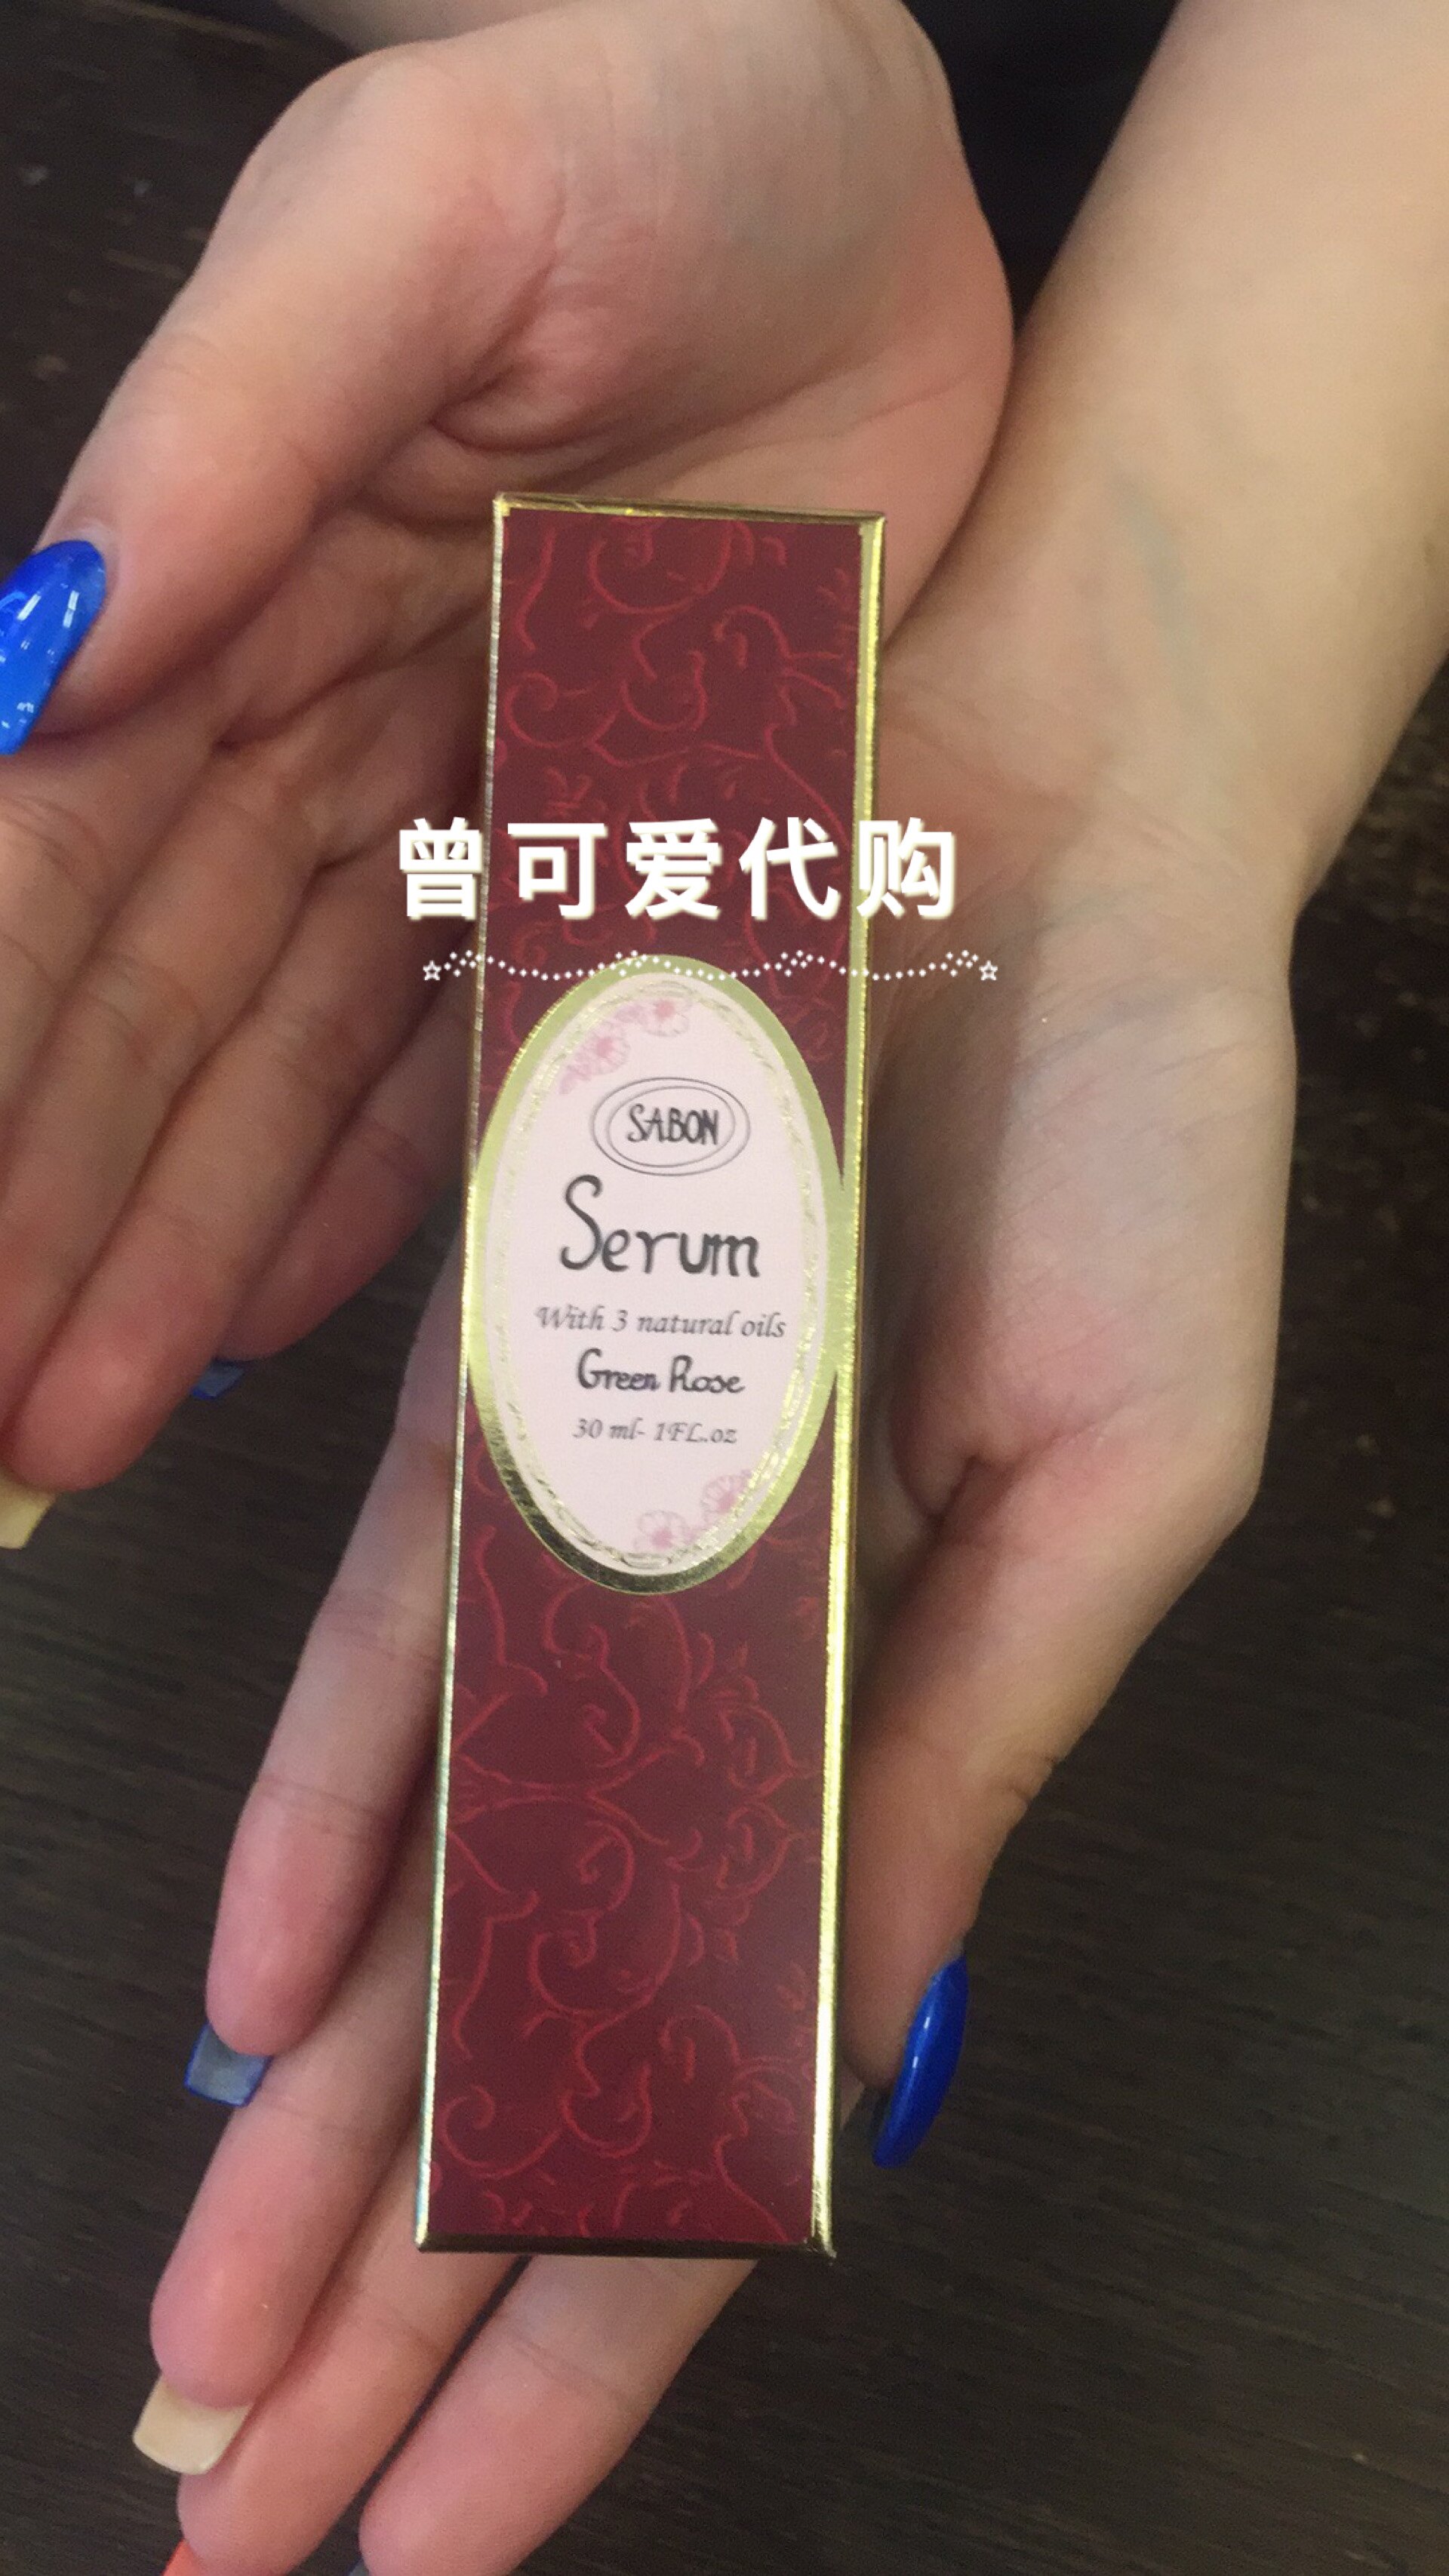 曾可爱代购
SABON
Serum
With 3 natural oils
Green Rose
30 ml- 1FL.oz